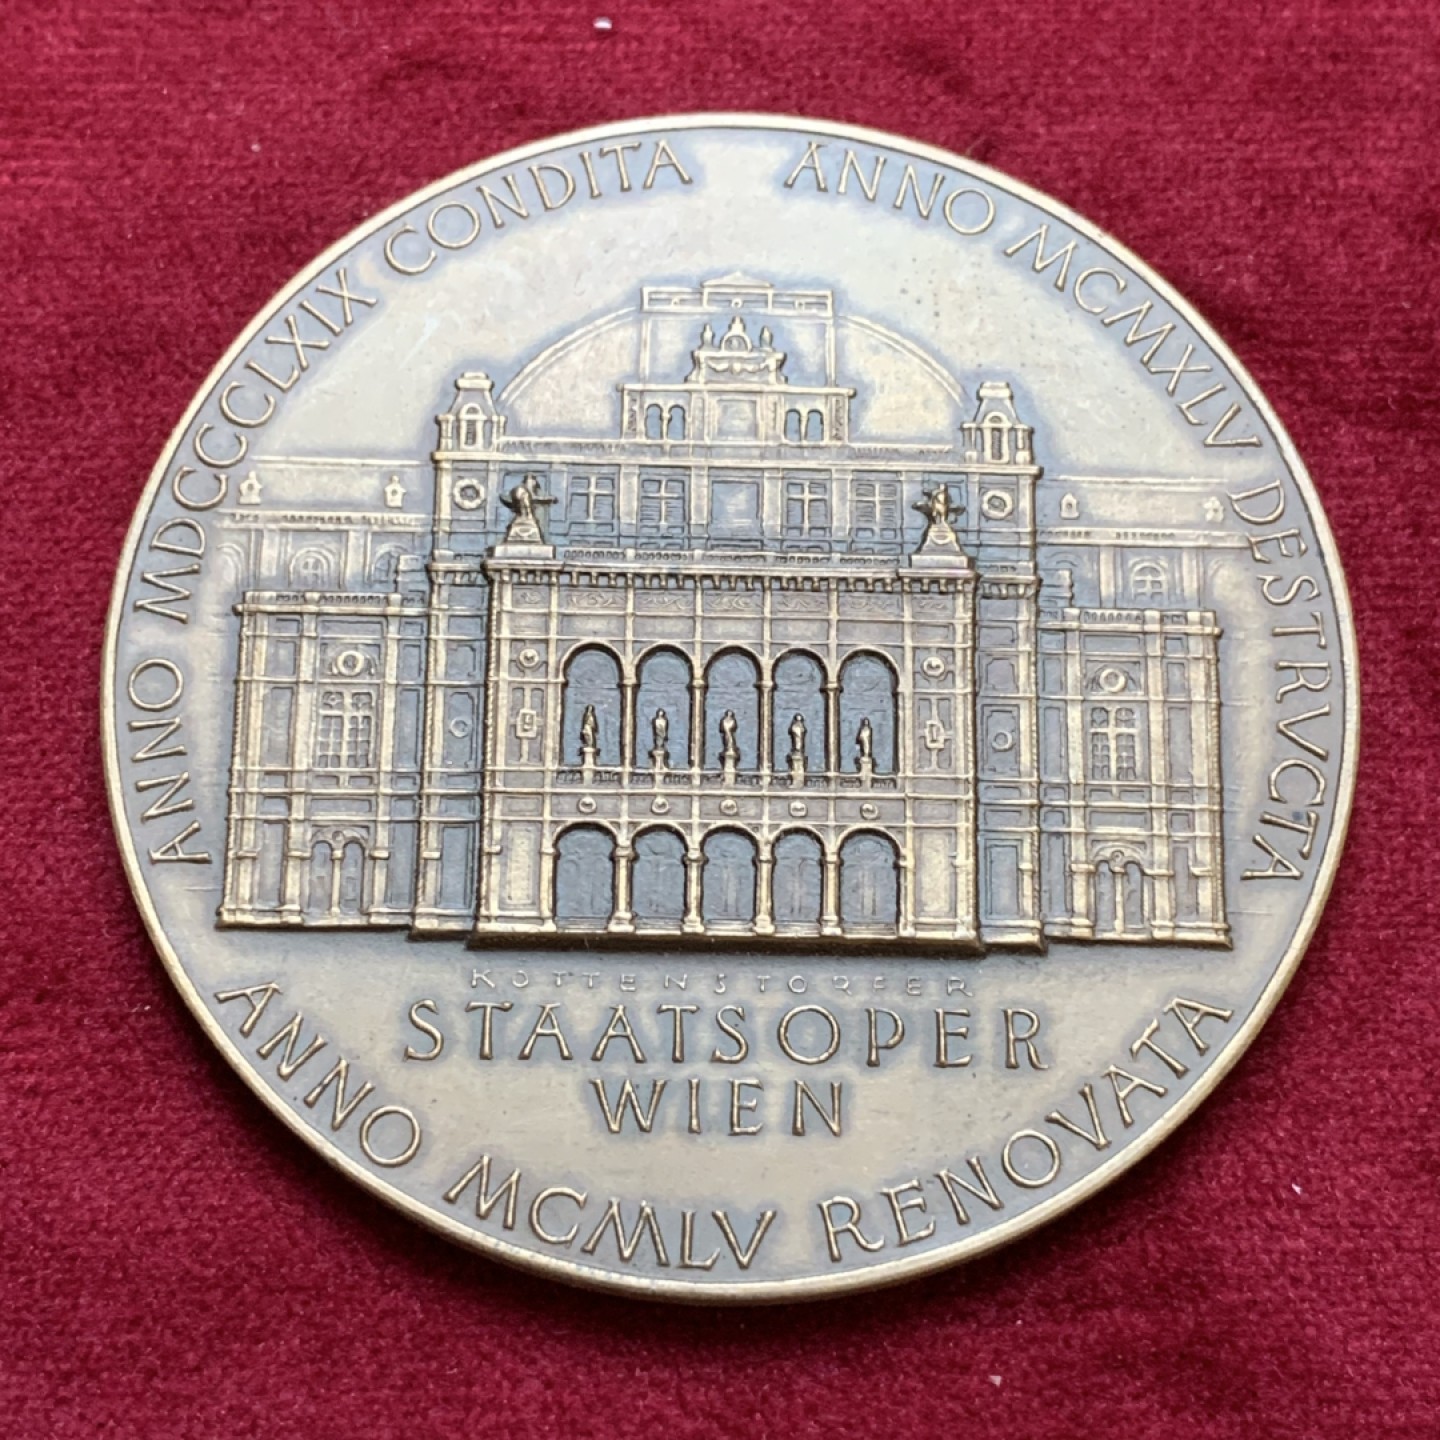 ANNO MDCCCLXIX CONDITA
ANNO MCMXLV DESTRVCTA
KOTTENSTORFER
STAATSOPER
WIEN
ANNO MCMLV RENOVATA